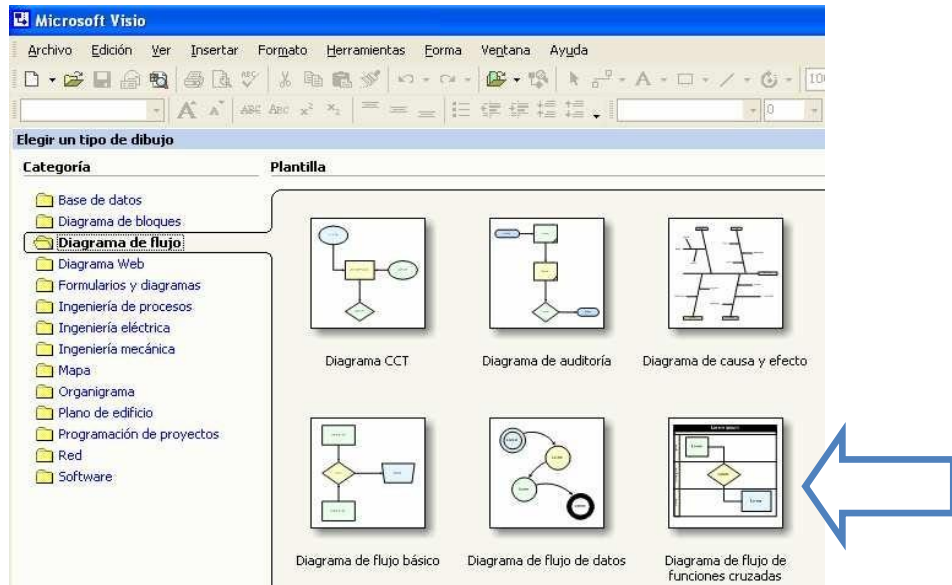 Microsoft Visio
Archivo Edición Ver Insertar Formato Herramientas Forma Ventana Ayuda
Elegir un tipo de dibujo
Categoría
Plantilla
Base de datos
Diagrama de bloques
Diagrama de flujo
Diagrama Web
Formularios y diagramas
Ingeniería de procesos
Ingeniería eléctrica
Ingeniería mecánica
Mapa
Organigrama
Plano de edificio
Programación de proyectos
Red
Software
Diagrama CCT
Diagrama de auditoría
Diagrama de causa y efecto
Diagrama de flujo básico
Diagrama de flujo de datos
Diagrama de flujo de
funciones cruzadas